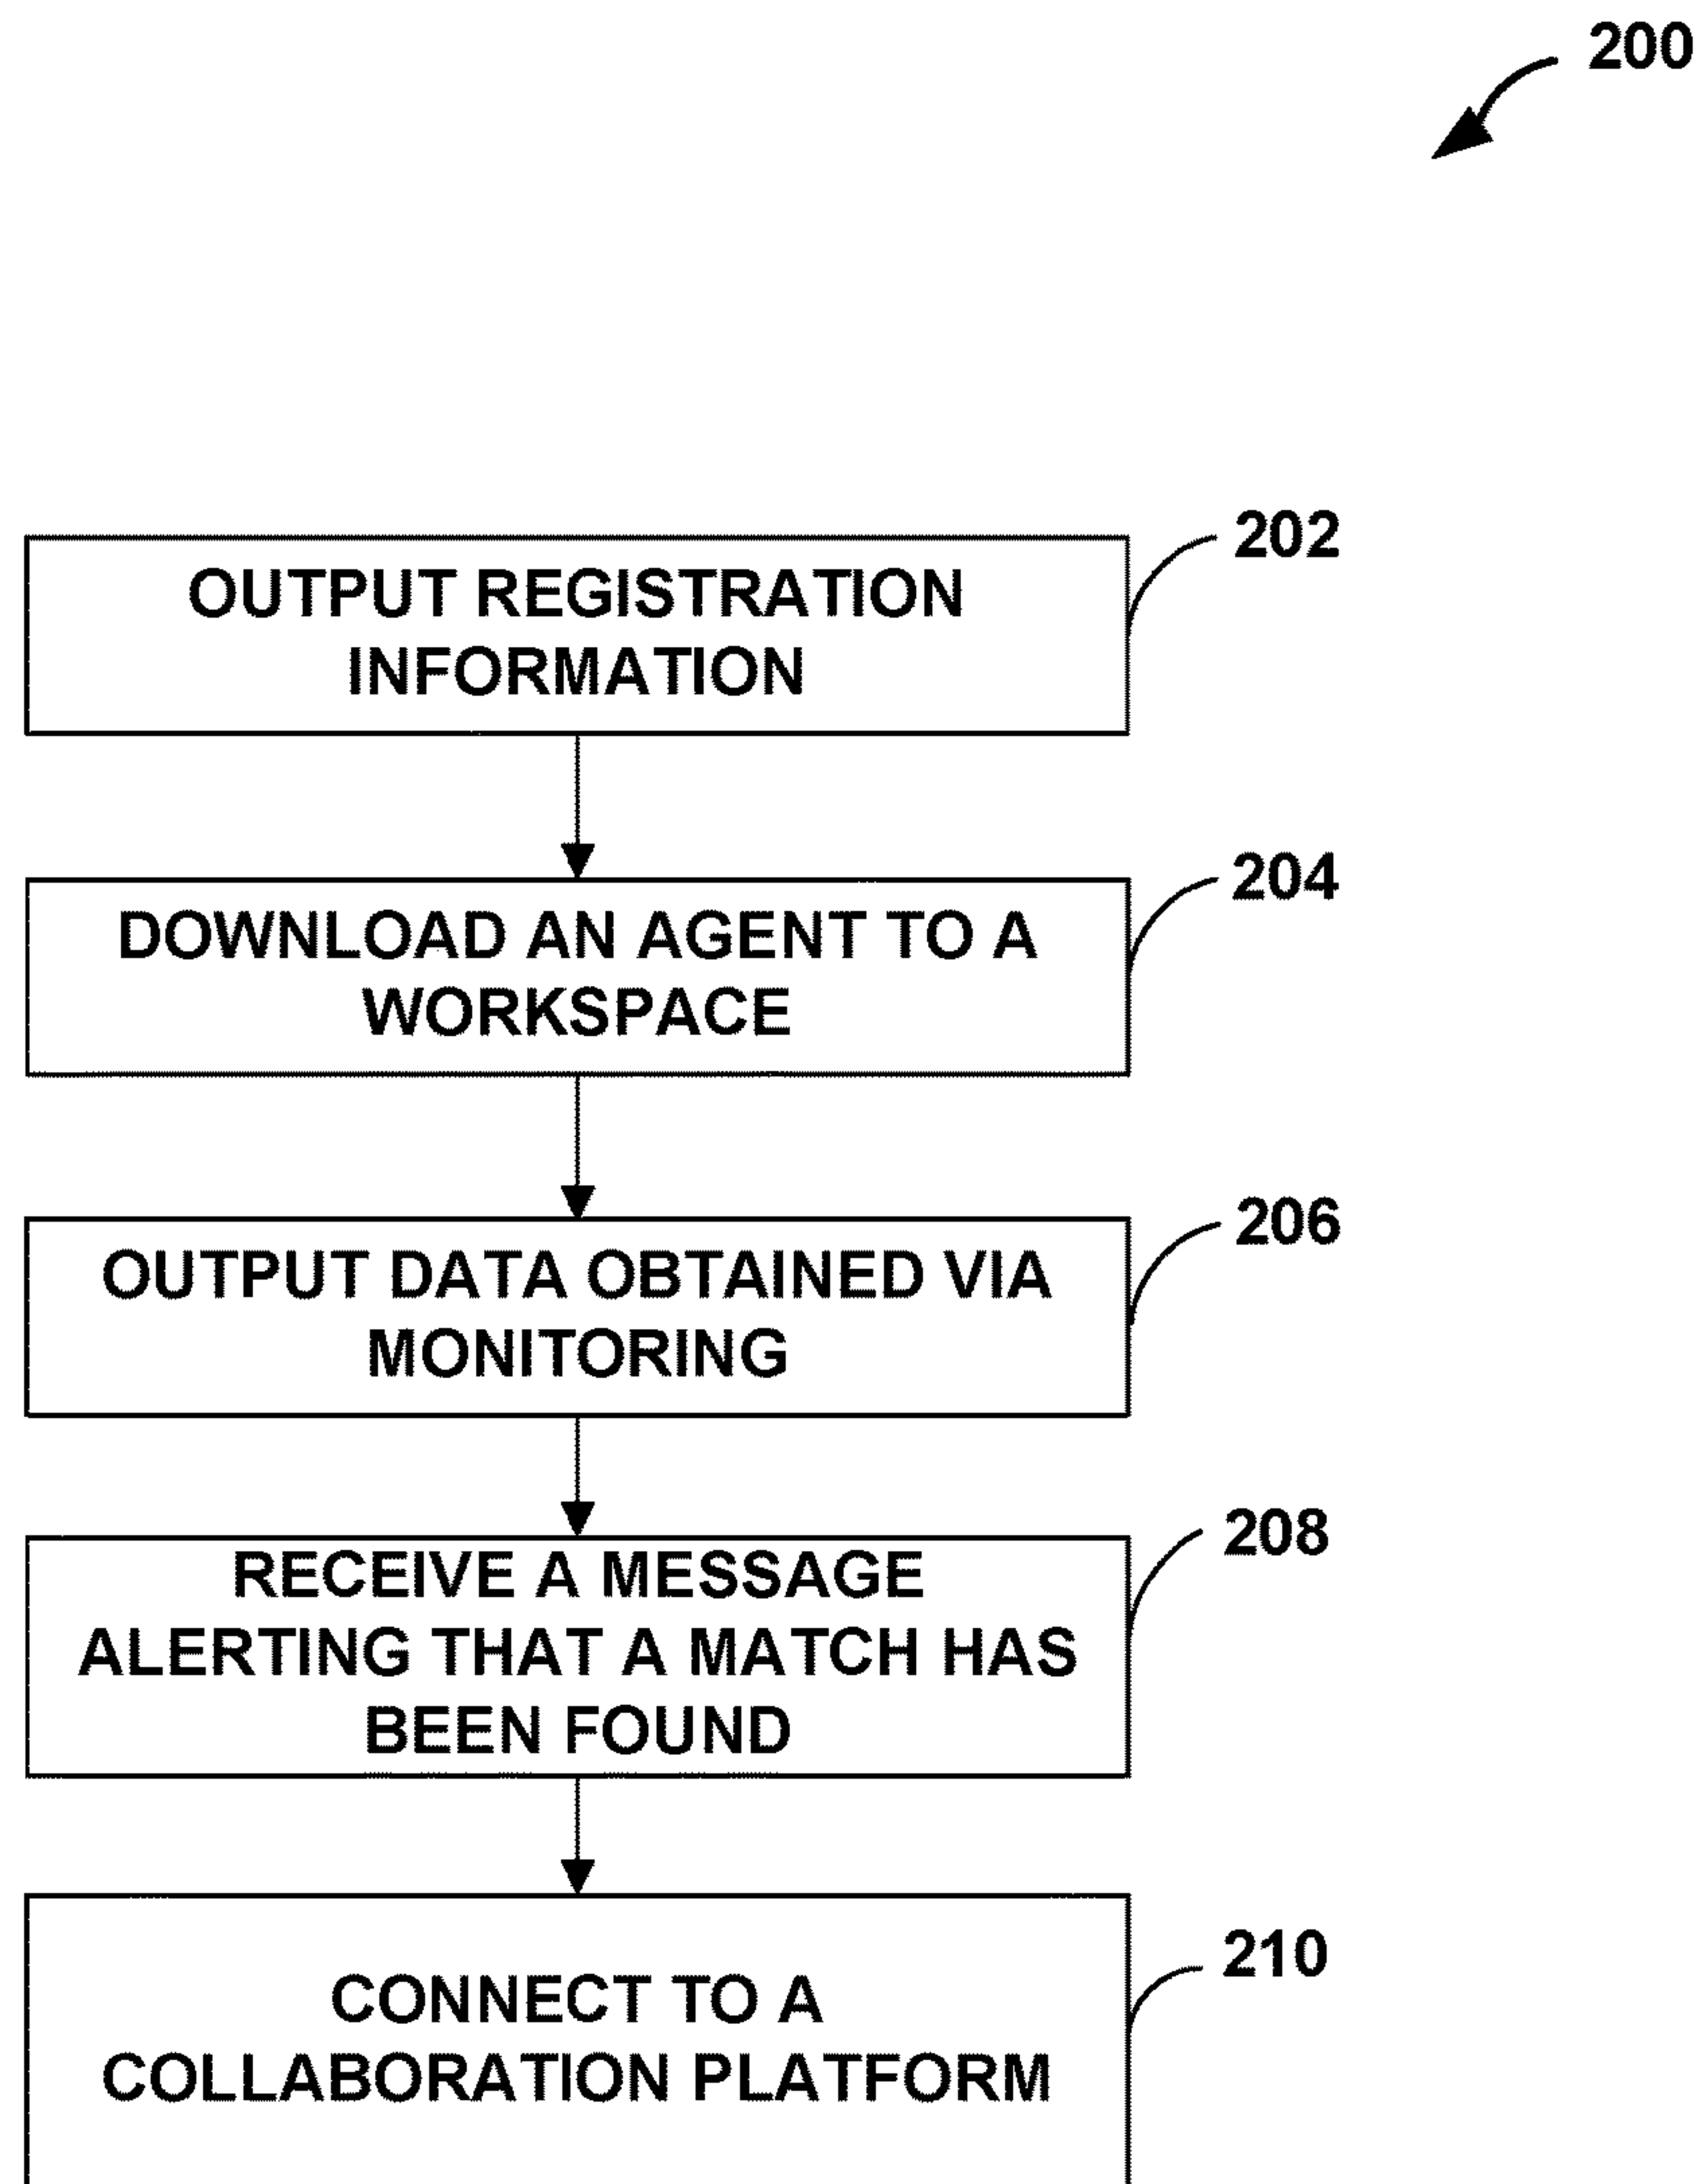 200
202
OUTPUT REGISTRATION
INFORMATION
204
DOWNLOAD AN AGENT TO A
WORKSPACE
206
OUTPUT DATA OBTAINED VIA
MONITORING
208
RECEIVE A MESSAGE
ALERTING THAT A MATCH HAS
BEEN FOUND
210
CONNECT TO A
COLLABORATION PLATFORM